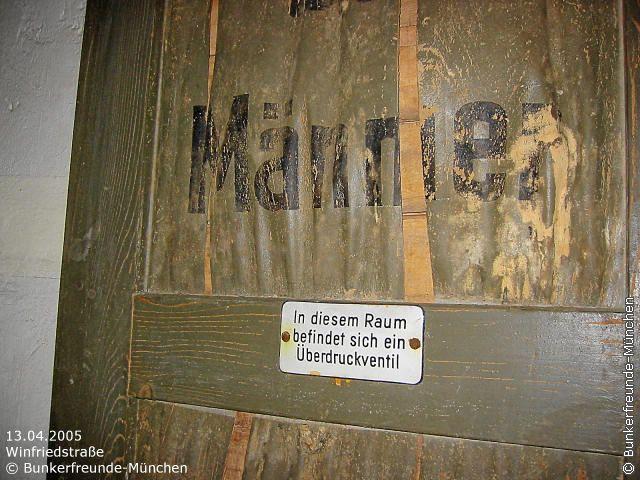 Männer
In diesem Raum
befindet sich ein
Überdruckventil
13.04.2005
Winfriedstraße
© Bunkerfreunde-München
© Bunkerfreunde-München